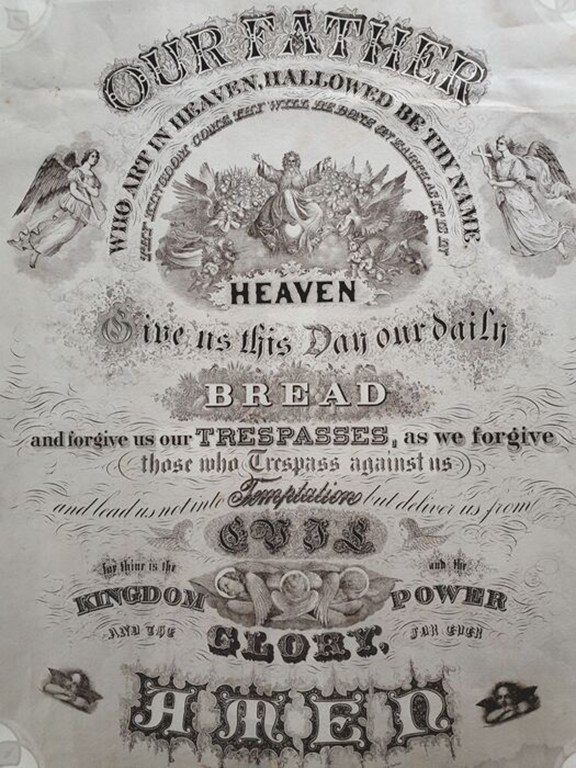 OUR FATHER
WHO ART IN HEAVEN, HALLOWED BE THY NAME.
THY KINGDOM COME THY WILL BE DONE IN EARTH AS IT IS IN
HEAVEN
Give us this Day our daily
BREAD
and forgive us our TRESPASSES, as we forgive
those who Trespass against us
and lead us not into Temptation but deliver us from
EVIL
for thine is the and the
KINGDOM POWER
AND THE GLORY, FOR EVER
AMEN